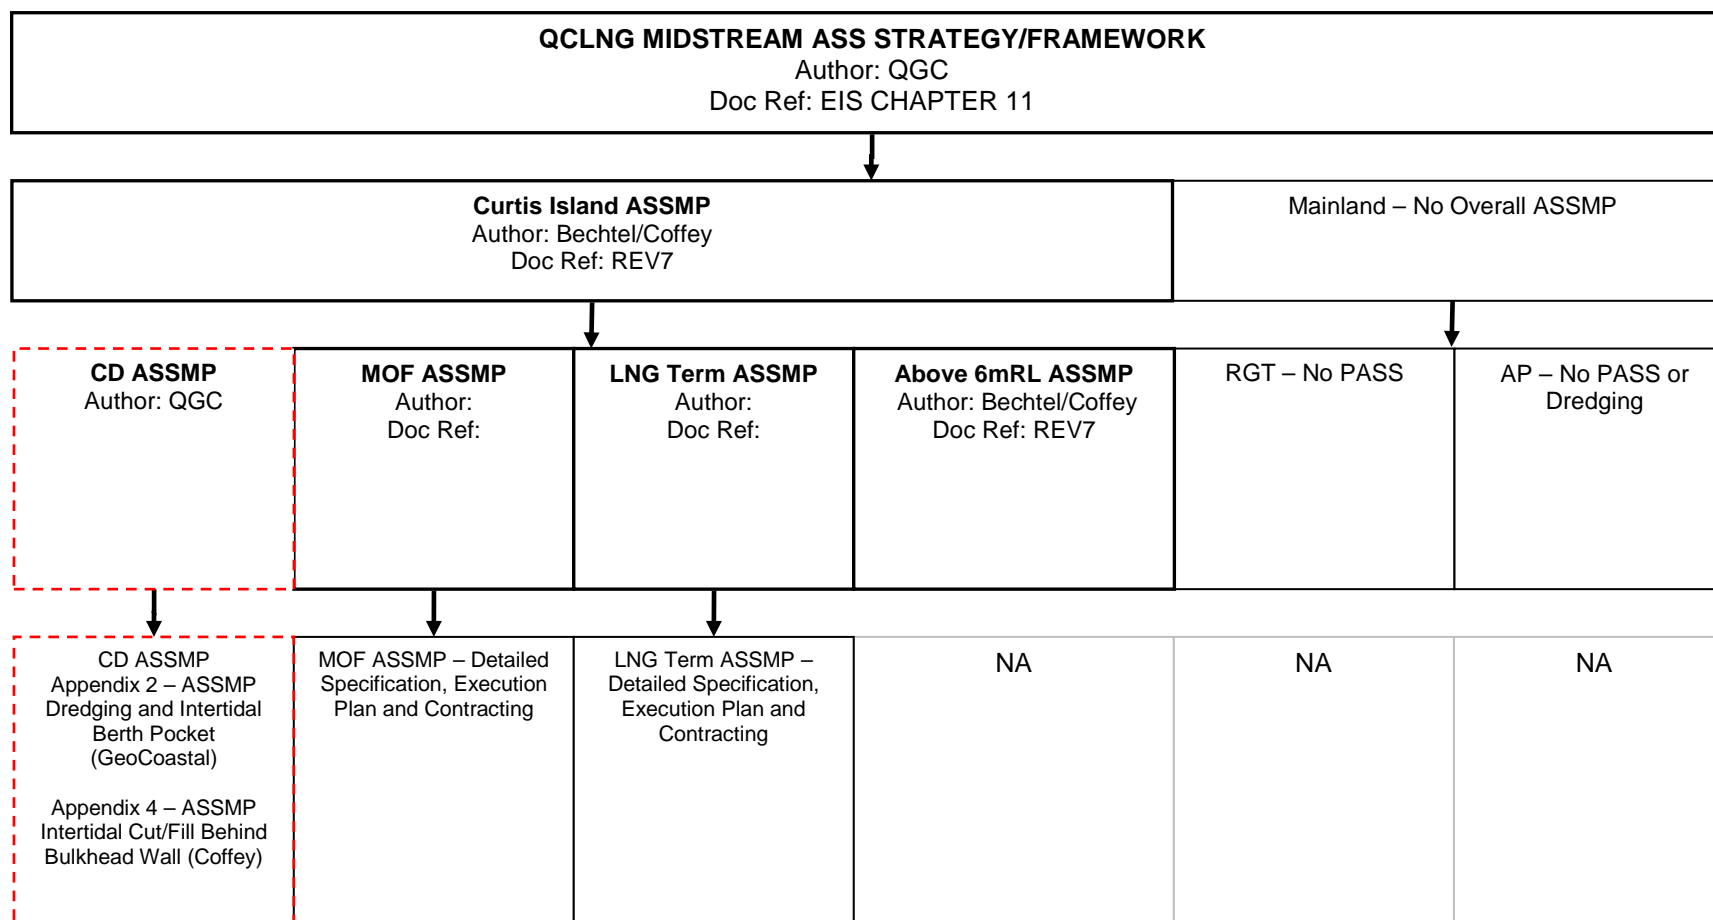 QCLNG MIDSTREAM ASS STRATEGY/FRAMEWORK
Author: QGC
Doc Ref: EIS CHAPTER 11
Curtis Island ASSMP
Author: Bechtel/Coffey
Doc Ref: REV7
Mainland – No Overall ASSMP
CD ASSMP
Author: QGC
MOF ASSMP
Author:
Doc Ref:
LNG Term ASSMP
Author:
Doc Ref:
Above 6mRL ASSMP
Author: Bechtel/Coffey
Doc Ref: REV7
RGT – No PASS
AP – No PASS or
Dredging
CD ASSMP
Appendix 2 – ASSMP
Dredging and Intertidal
Berth Pocket
(GeoCoastal)
Appendix 4 – ASSMP
Intertidal Cut/Fill Behind
Bulkhead Wall (Coffey)
MOF ASSMP – Detailed
Specification, Execution
Plan and Contracting
LNG Term ASSMP –
Detailed Specification,
Execution Plan and
Contracting
NA
NA
NA